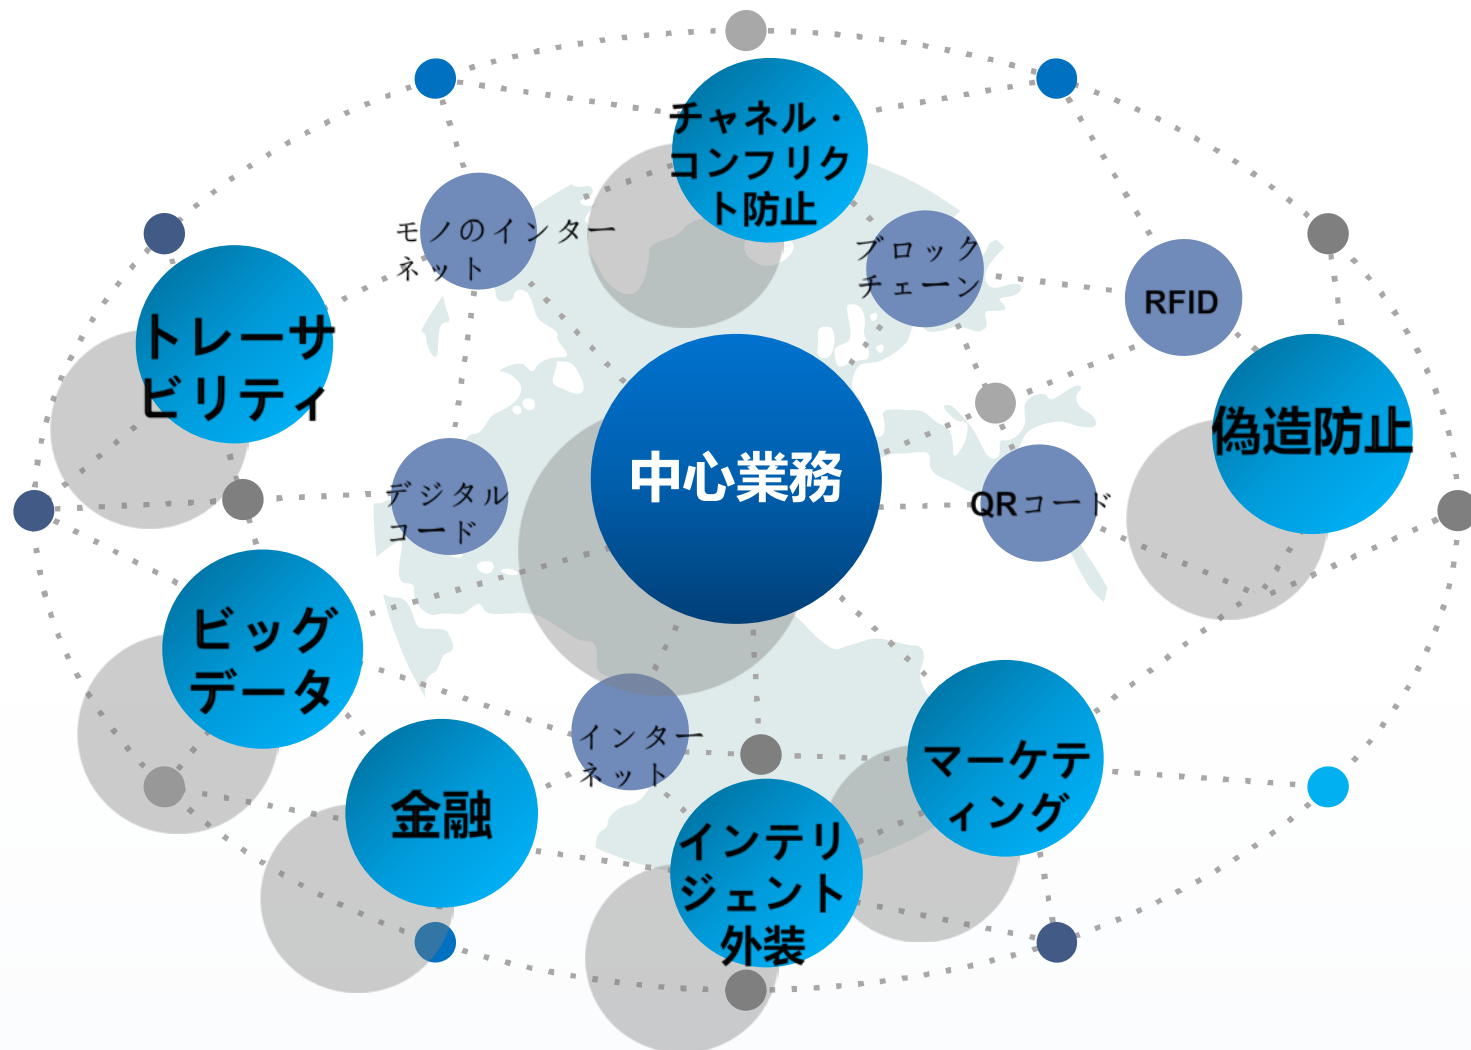 チャネル・
コンフリク
ト防止
モノのインター
ネット
ブロック
チェーン
RFID
トレーサ
ビリティ
偽造防止
中心業務
デジタル
コード
QRコード
ビッグ
データ
インター
ネット
マーケテ
ィング
金融
インテリ
ジェント
外装